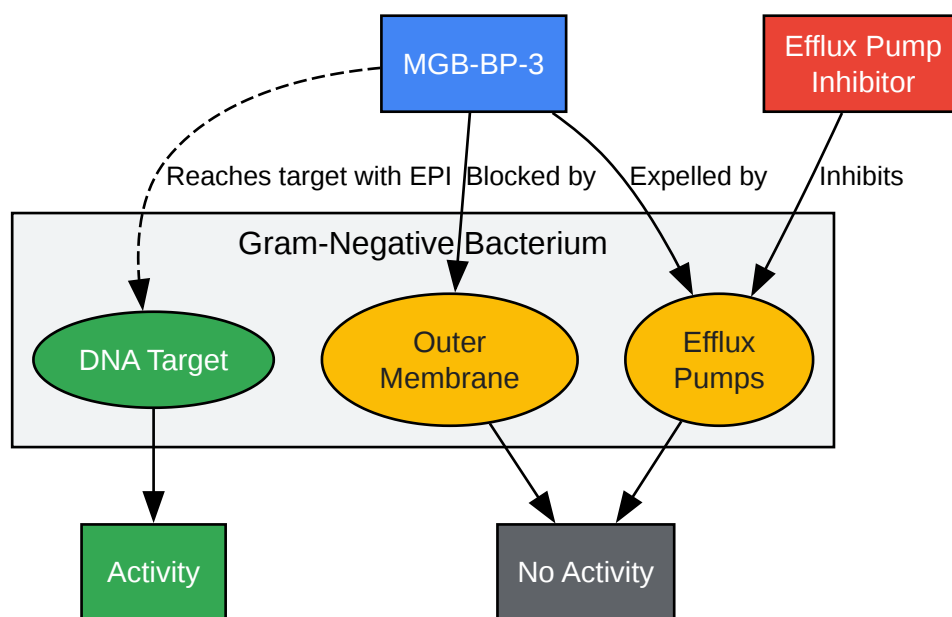 MGB-BP-3
Efflux Pump
Inhibitor
Reaches target with EPI
Blocked by
Expelled by
Inhibits
Gram-Negative Bacterium
DNA Target
Outer
Membrane
Efflux
Pumps
Activity
No Activity